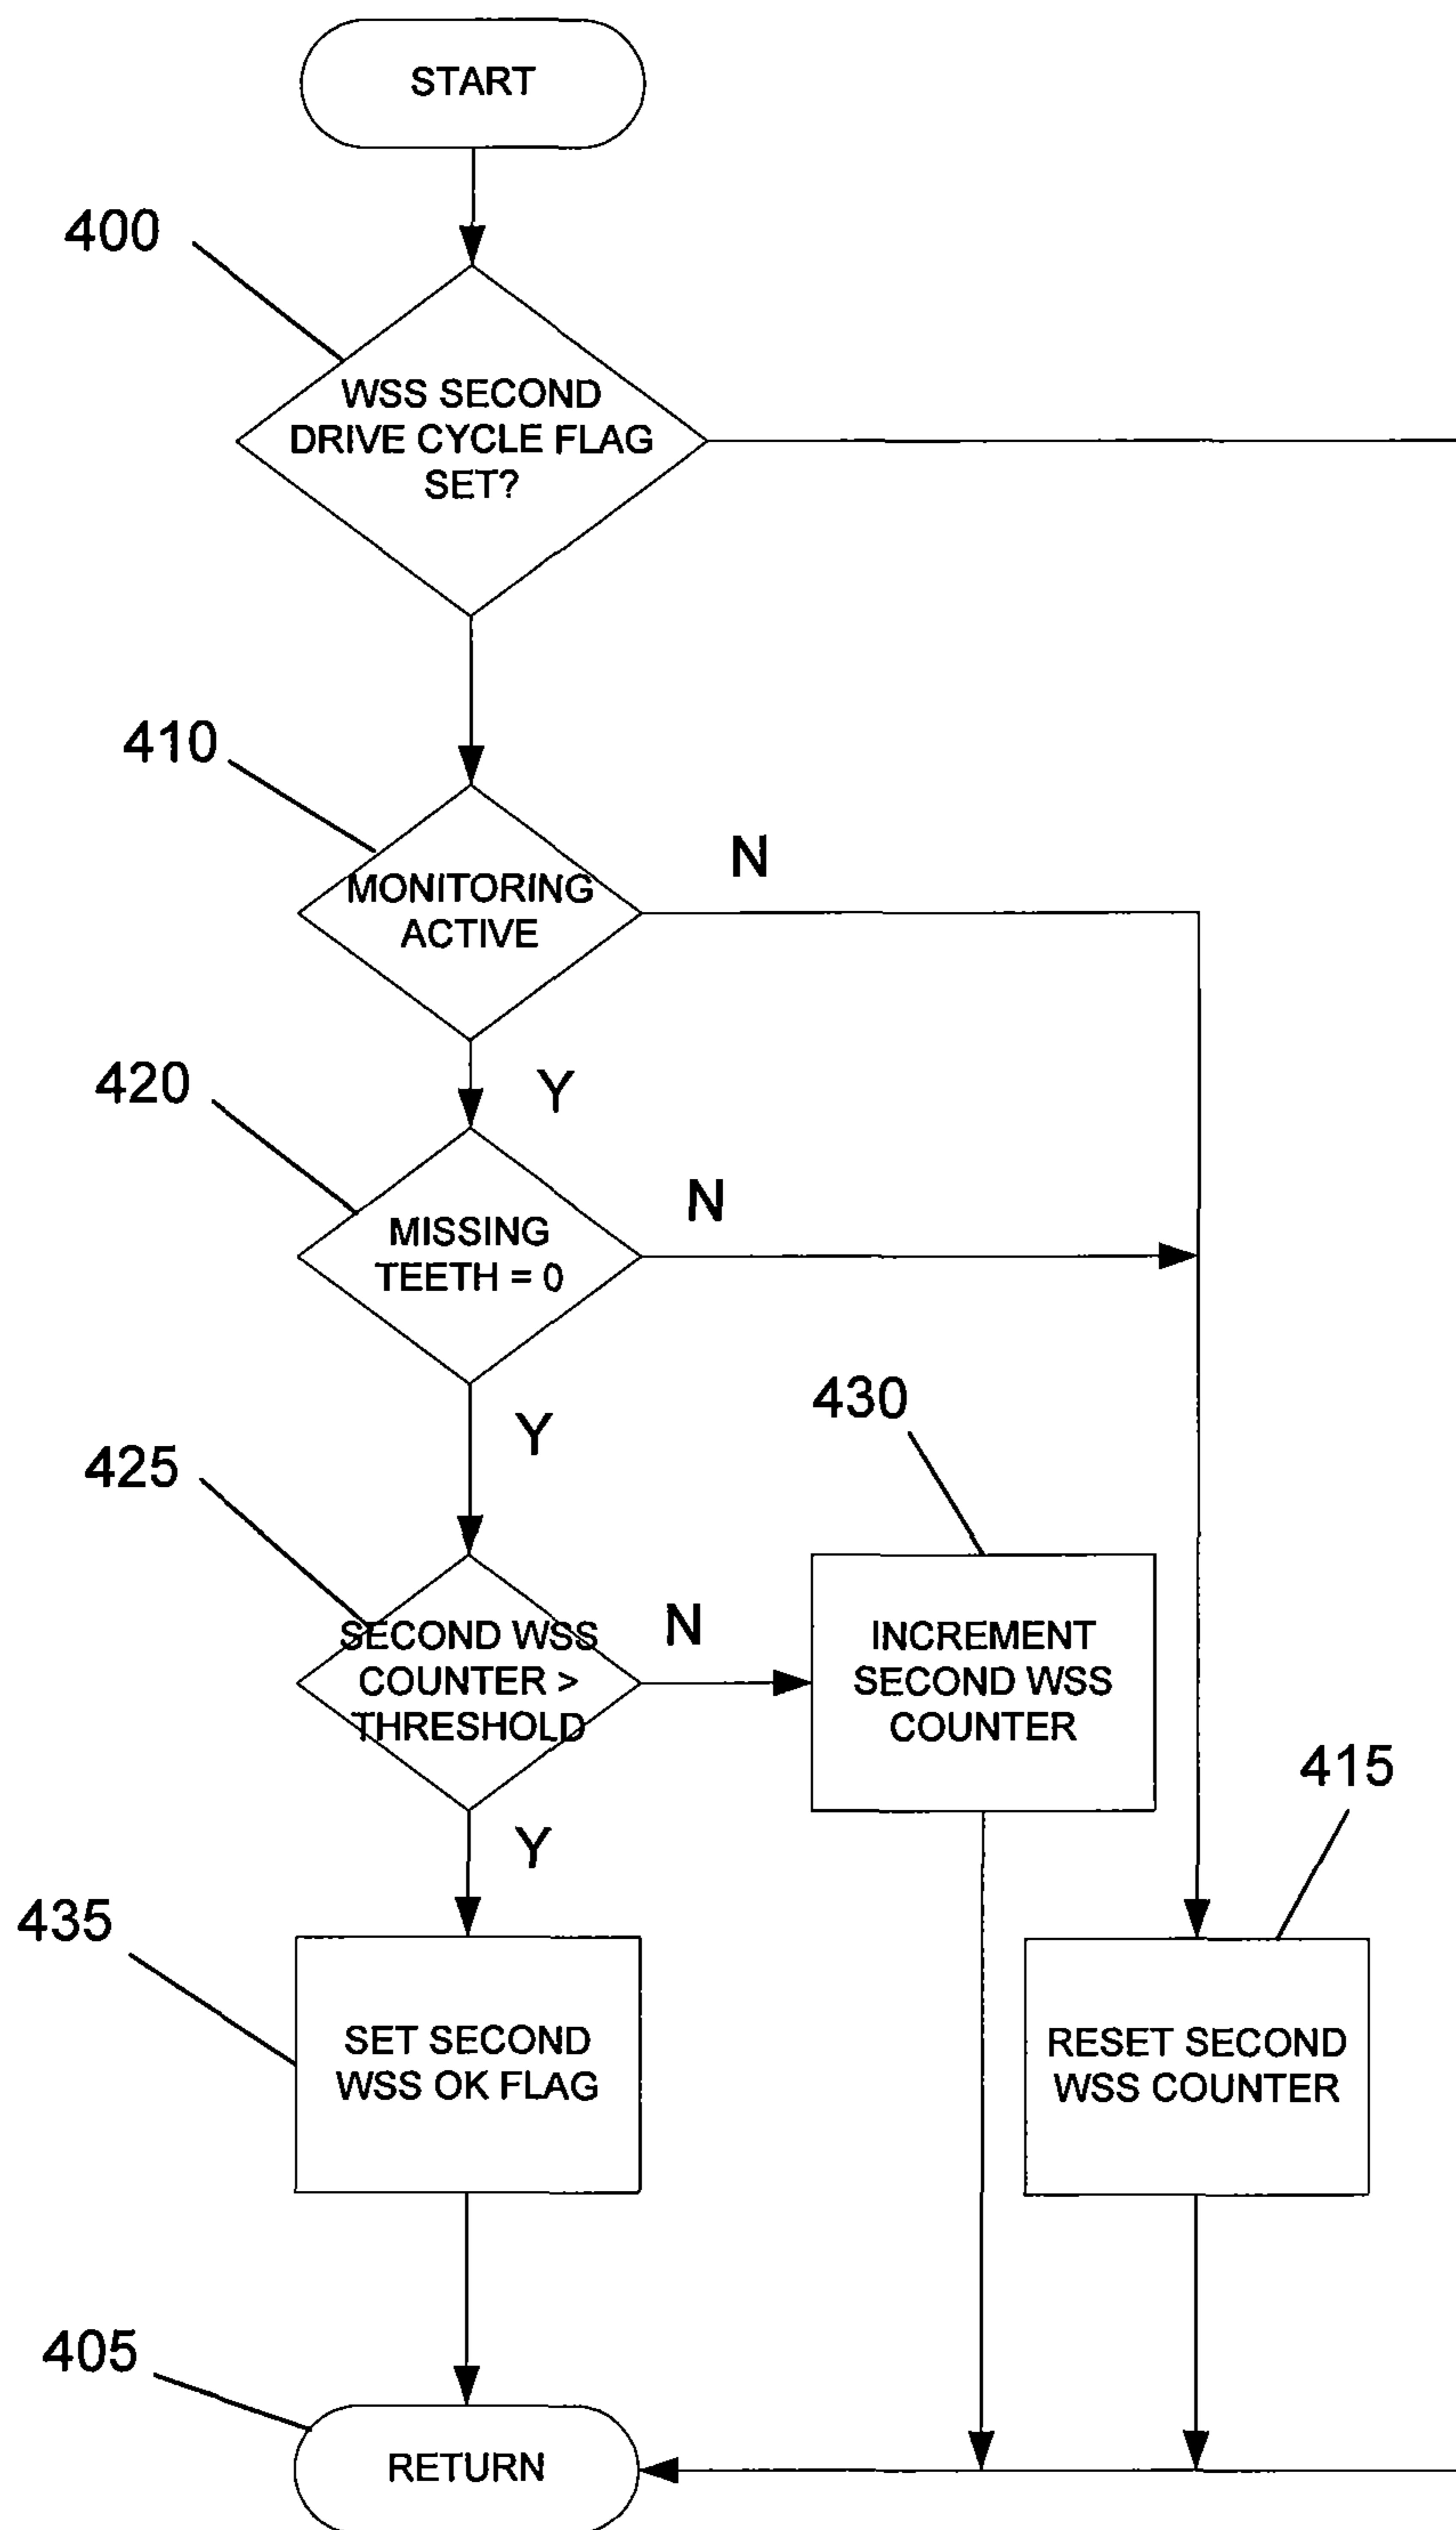 START
400
WSS SECOND
DRIVE CYCLE FLAG
SET?
410
MONITORING
ACTIVE
N
Y
420
MISSING
TEETH = 0
N
Y
425
SECOND WSS
COUNTER >
THRESHOLD
N
430
INCREMENT
SECOND WSS
COUNTER
415
RESET SECOND
WSS COUNTER
Y
435
SET SECOND
WSS OK FLAG
405
RETURN